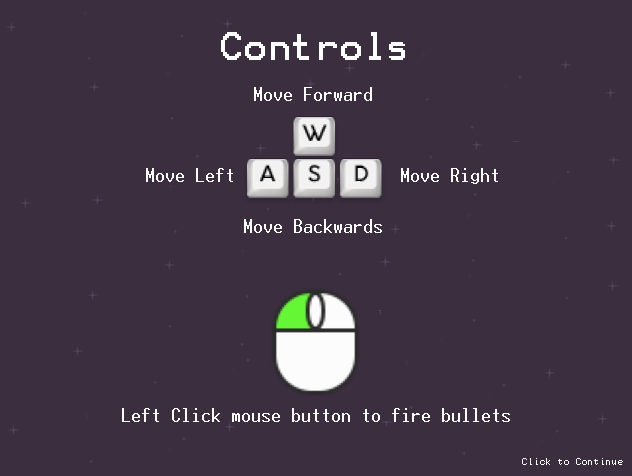 Controls
Move Forward
W
Move Left A S D Move Right
Move Backwards
Left Click mouse button to fire bullets
Click to Continue